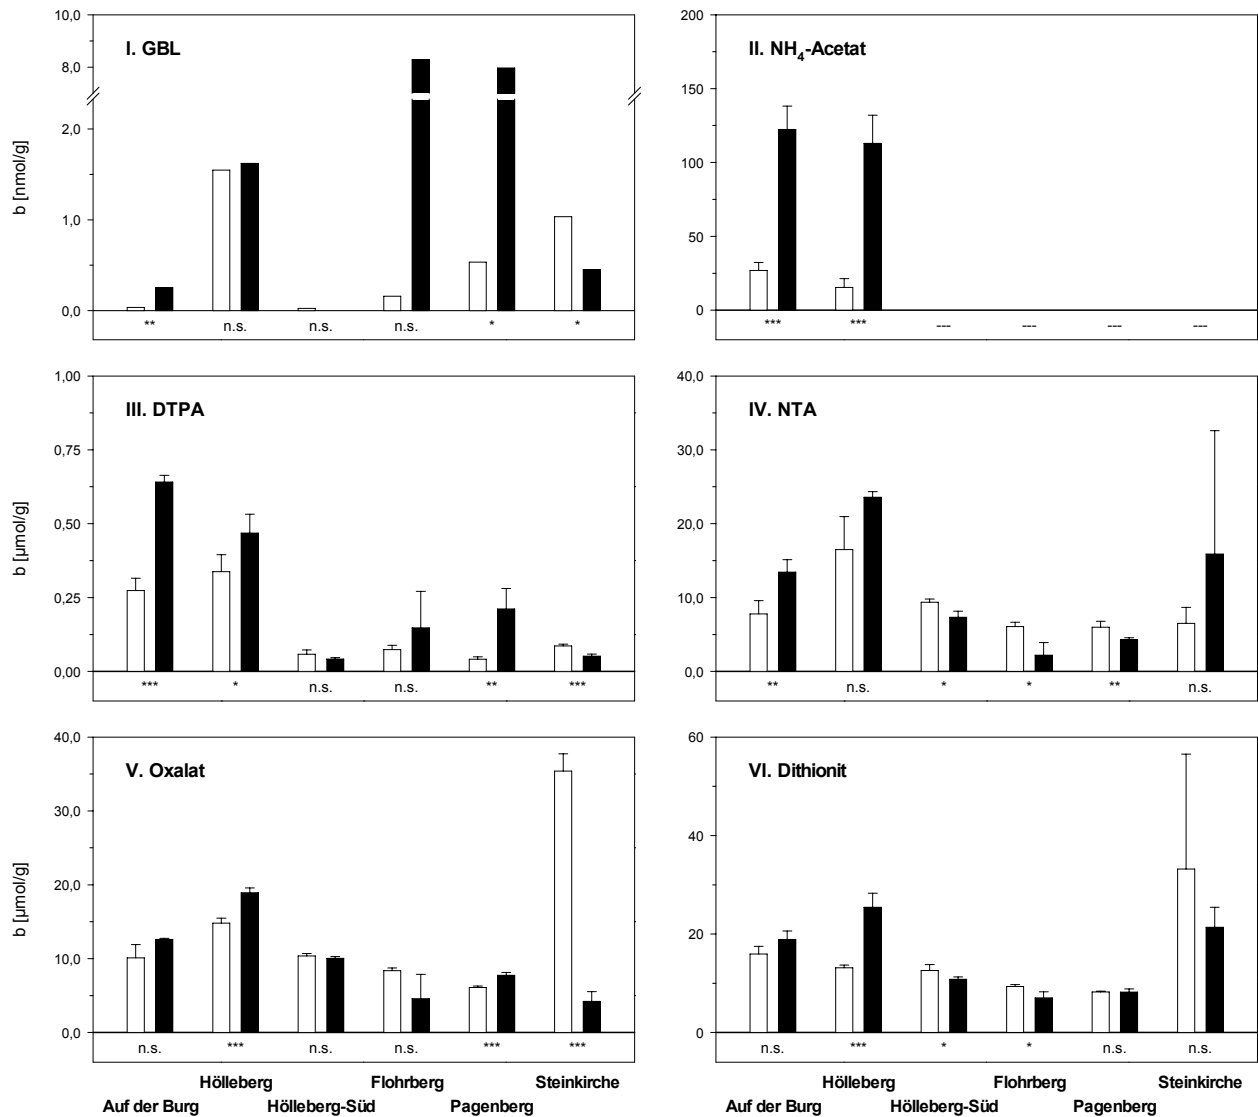 I. GBL
10,0
8,0
2,0
1,0
0,0
b [nmol/g]
** n.s. n.s. n.s. * *
II. NH4-Acetat
200
150
100
50
0
*** *** --- --- --- ---
III. DTPA
1,00
0,75
0,50
0,25
0,00
b [µmol/g]
*** * n.s. n.s. ** ***
IV. NTA
40,0
30,0
20,0
10,0
0,0
** n.s. * * ** n.s.
V. Oxalat
40,0
30,0
20,0
10,0
0,0
b [µmol/g]
n.s. *** n.s. n.s. *** ***
VI. Dithionit
60
40
20
0
n.s. *** * * n.s. n.s.
Hölleberg Flohrberg Steinkirche
Auf der Burg Hölleberg-Süd Pagenberg
Hölleberg Flohrberg Steinkirche
Auf der Burg Hölleberg-Süd Pagenberg